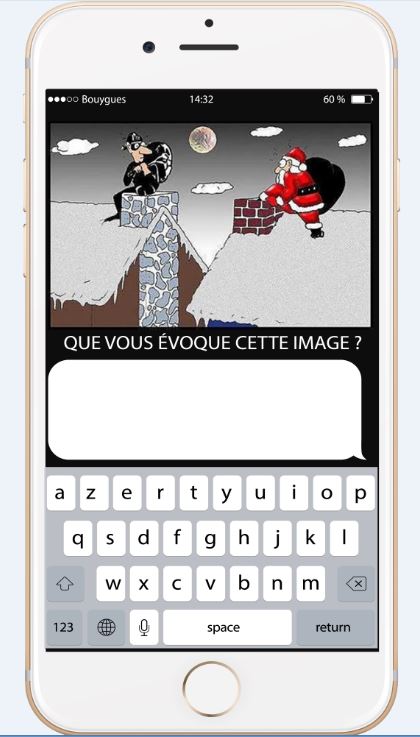 Bouygues 14:32 60 %
QUE VOUS ÉVOQUE CETTE IMAGE ?
a z e r t y u i o p
q s d f g h j k l
w x c v b n m
123 space return